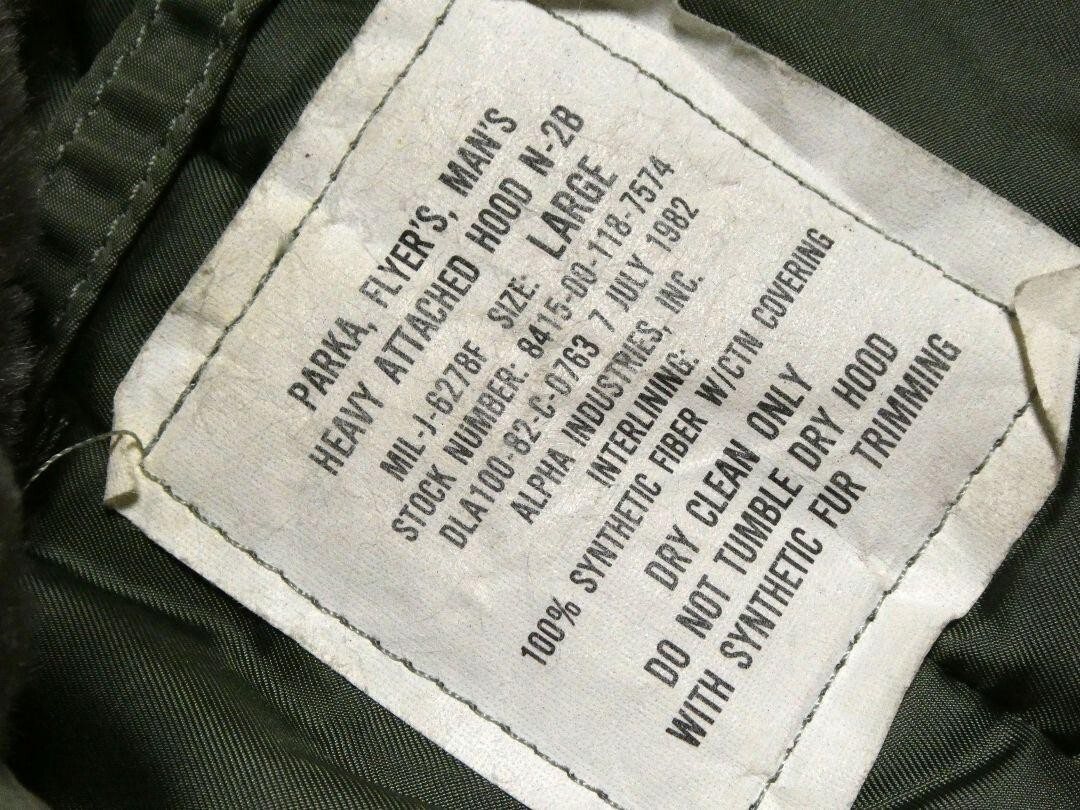 PARKA, FLYER'S, MAN'S
HEAVY ATTACHED HOOD N-2B
MIL-J-6278F SIZE: LARGE
STOCK NUMBER: 8415-00-118-7574
DLA100-82-C-0763 7 JULY 1982
ALPHA INDUSTRIES, INC.
INTERLINNING:
100% SYNTHETIC FIBER W/CTN COVERING
DRY CLEAN ONLY
DO NOT TUMBLE DRY HOOD
WITH SYNTHETIC FUR TRIMMING